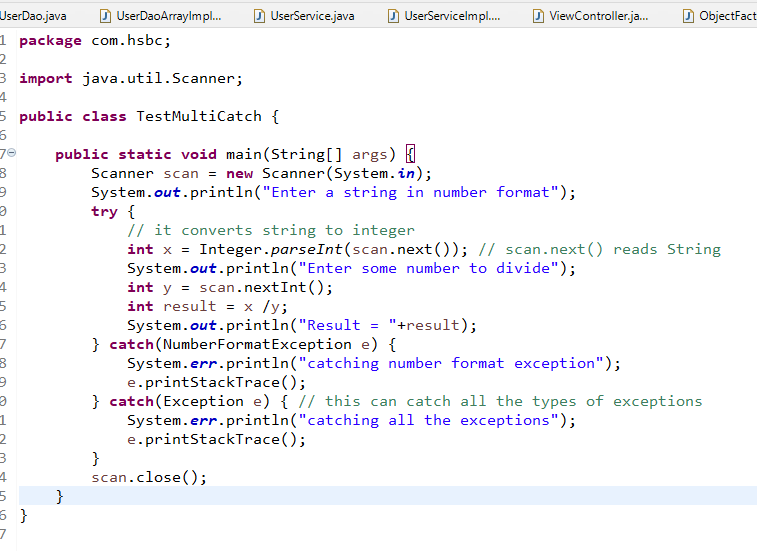 UserDao.java UserDaoArrayImpl... UserService.java UserServiceImpl.... ViewController.ja... ObjectFact
1 package com.hsbc;
2
3 import java.util.Scanner;
4
5 public class TestMultiCatch {
6
7 public static void main(String[] args) {
8 Scanner scan = new Scanner(System.in);
9 System.out.println("Enter a string in number format");
0 try {
1 // it converts string to integer
2 int x = Integer.parseInt(scan.next()); // scan.next() reads String
3 System.out.println("Enter some number to divide");
4 int y = scan.nextInt();
5 int result = x /y;
6 System.out.println("Result = "+result);
7 } catch(NumberFormatException e) {
8 System.err.println("catching number format exception");
9 e.printStackTrace();
0 } catch(Exception e) { // this can catch all the types of exceptions
1 System.err.println("catching all the exceptions");
2 e.printStackTrace();
3 }
4 scan.close();
5 }
6 }
7